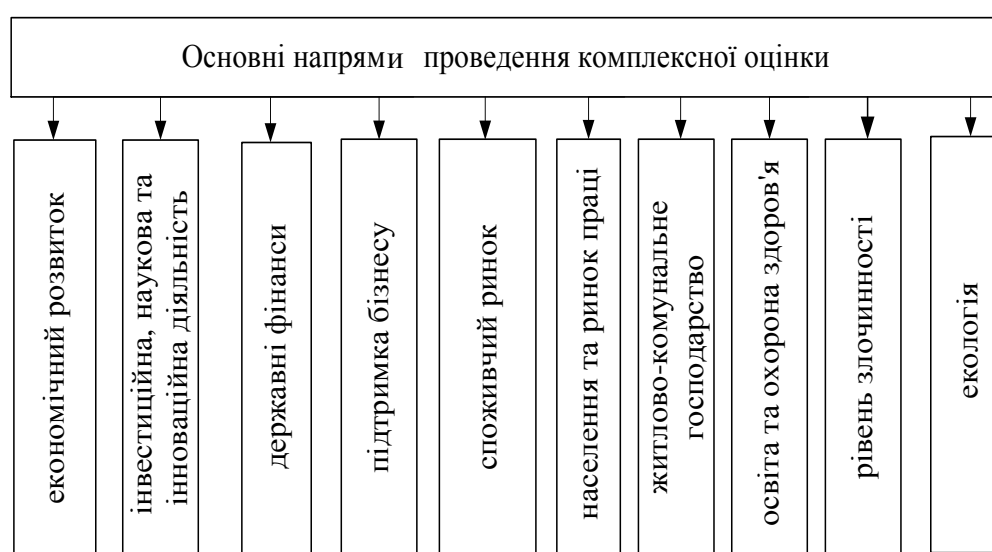 Основні напрями проведення комплексної оцінки
економічний розвиток
інвестиційна, наукова та
інноваційна діяльність
державні фінанси
підтримка бізнесу
споживчий ринок
населення та ринок праці
житлово-комунальне
господарство
освіта та охорона здоров'я
рівень злочинності
екологія